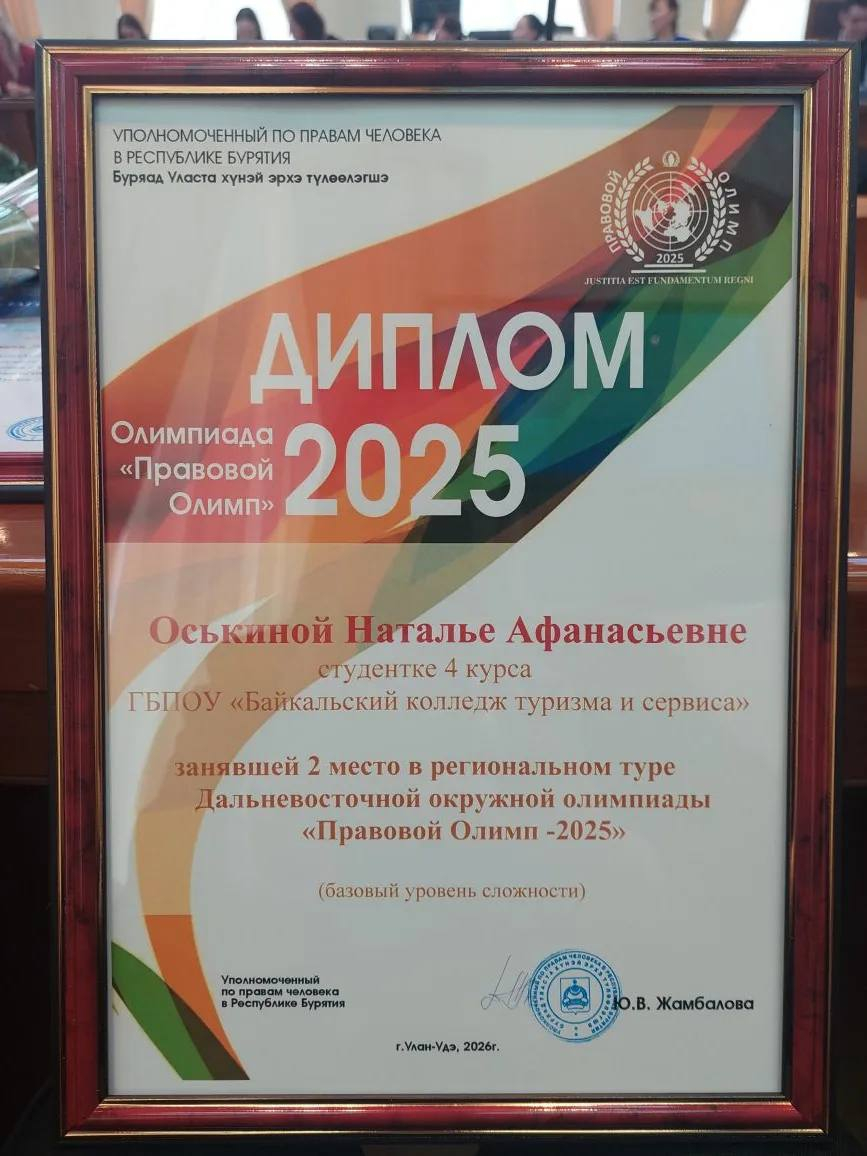 УПОЛНОМОЧЕННЫЙ ПО ПРАВАМ ЧЕЛОВЕКА
В РЕСПУБЛИКЕ БУРЯТИЯ
Буряад Уласта хүнэй эрхэ түлөөлэгшэ
ПРАВОВОЙ ОЛИМП
2025
JUSTITIA EST FUNDAMENTUM REGNI
ДИПЛОМ
Олимпиада
«Правовой
Олимп»
2025
Оськиной Наталье Афанасьевне
студентке 4 курса
ГБПОУ «Байкальский колледж туризма и сервиса»
занявшей 2 место в региональном туре
Дальневосточной окружной олимпиады
«Правовой Олимп -2025»
(базовый уровень сложности)
Уполномоченный
по правам человека
в Республике Бурятия
Ю.В. Жамбалова
г.Улан-Удэ, 2026г.